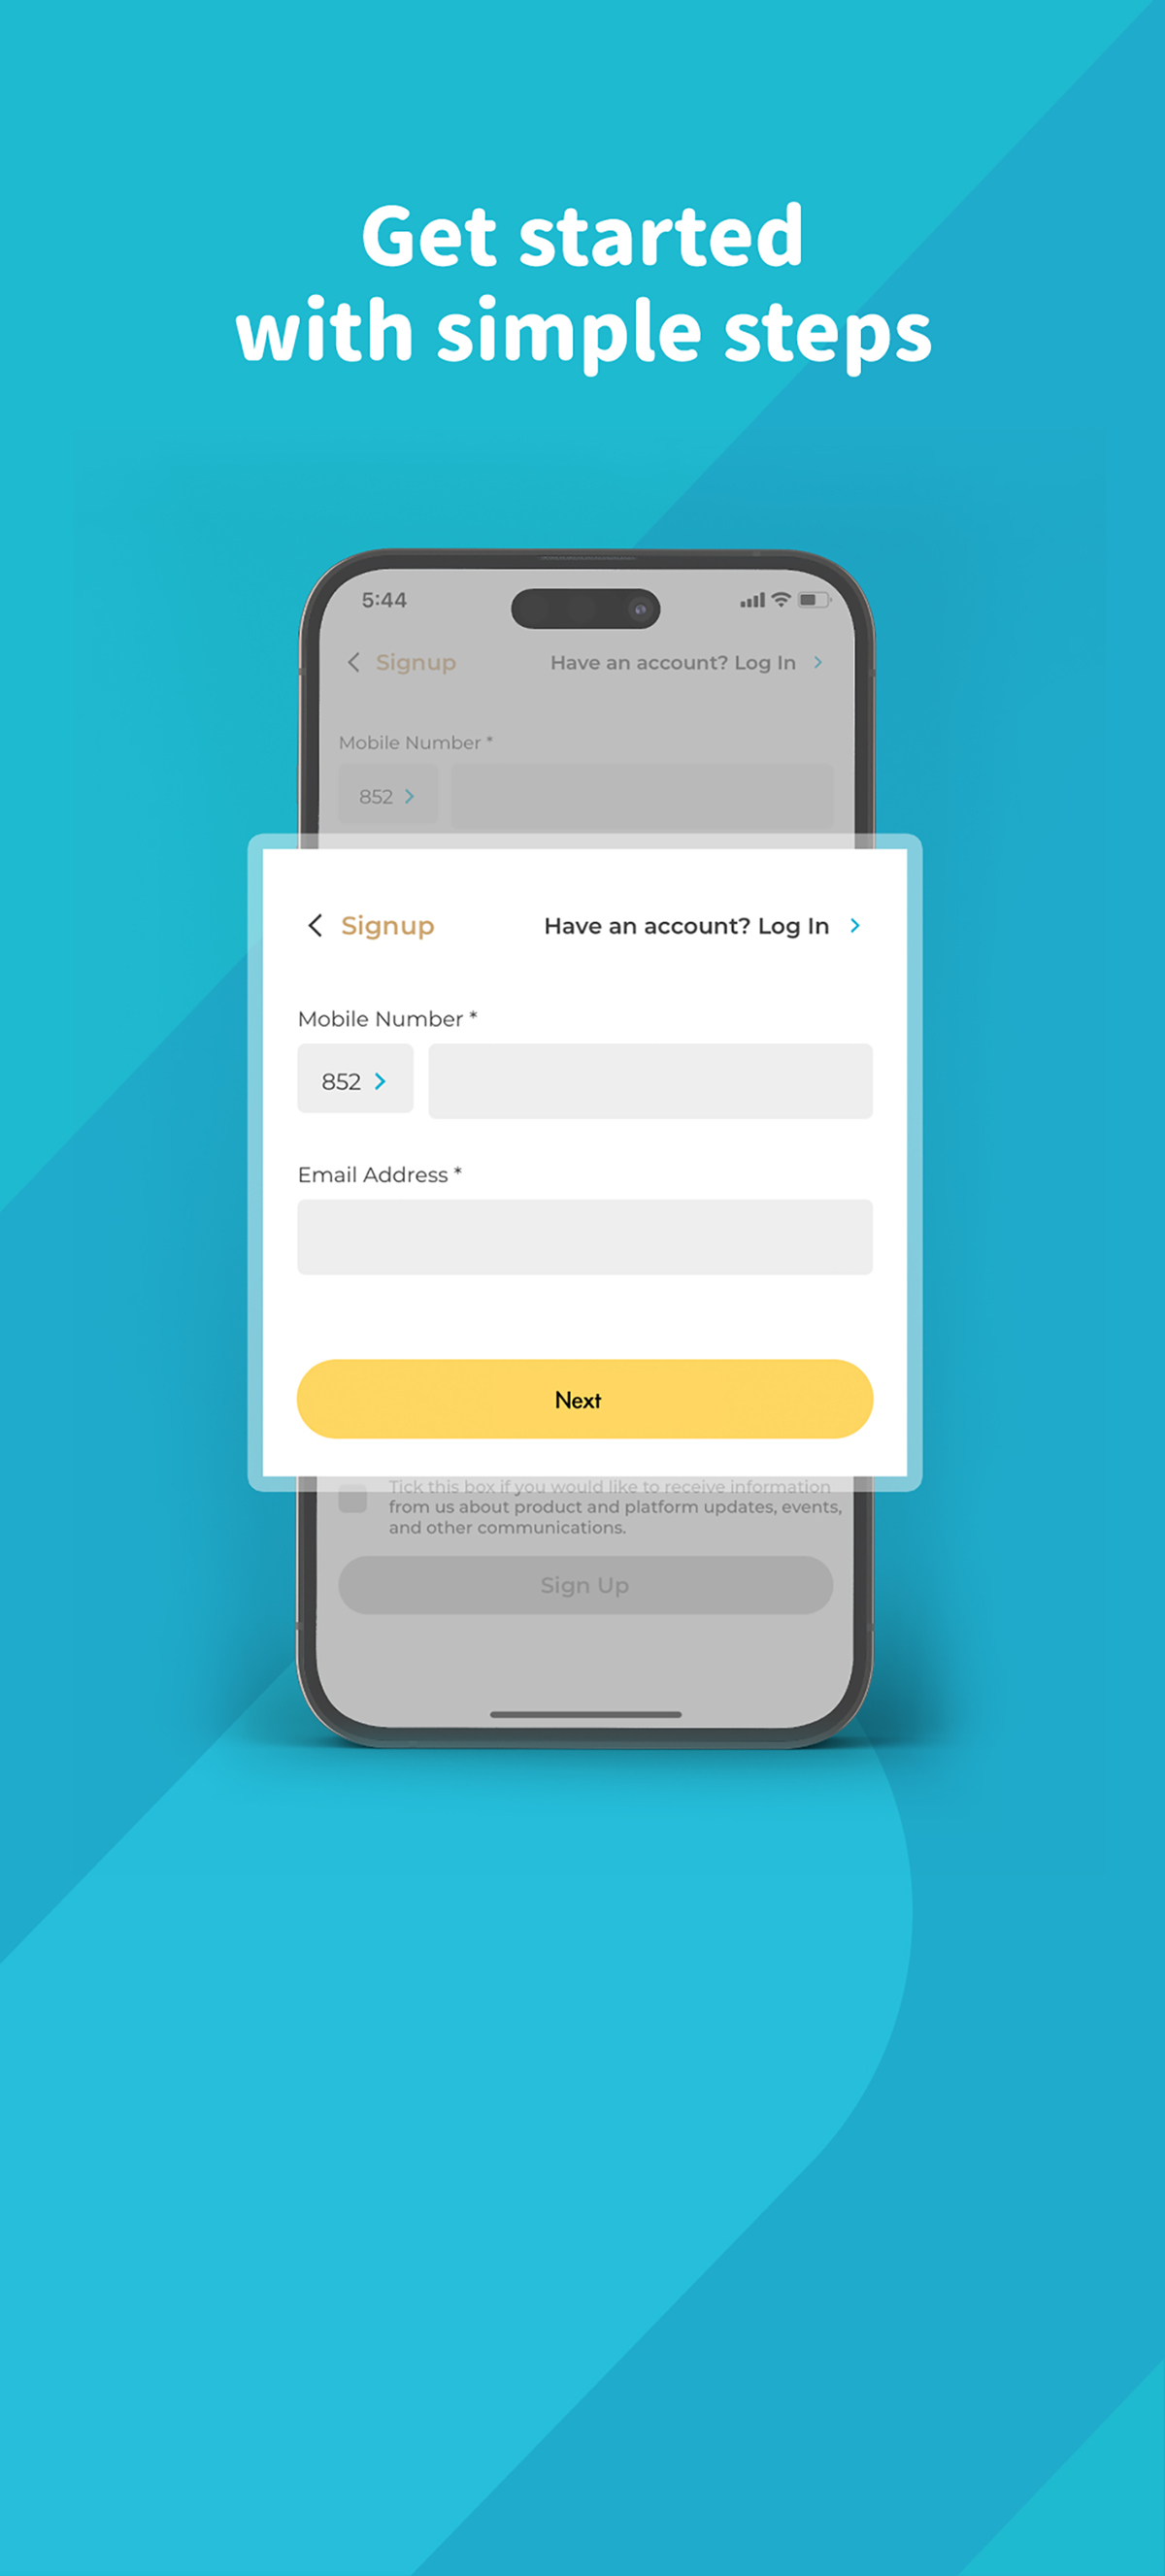 Get started
with simple steps
5:44
Signup
Have an account? Log In
Mobile Number *
852
Signup
Have an account? Log In
Mobile Number *
852
Email Address *
Next
Tick this box if you would like to receive information
from us about product and platform updates, events,
and other communications.
Sign Up